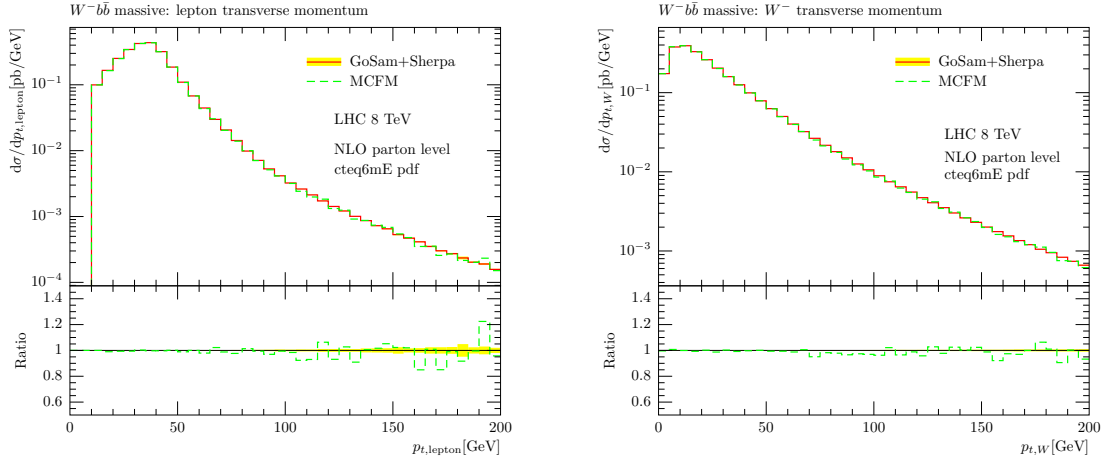 W⁻bb̄ massive: lepton transverse momentum
dσ/dp_{t,lepton}[pb/GeV]
10⁻¹
10⁻²
10⁻³
10⁻⁴
GoSam+Sherpa
MCFM
LHC 8 TeV
NLO parton level
cteq6mE pdf
Ratio
1.4
1.2
1
0.8
0.6
0 50 100 150 200
p_{t,lepton}[GeV]
W⁻bb̄ massive: W⁻ transverse momentum
dσ/dp_{t,W}[pb/GeV]
10⁻¹
10⁻²
10⁻³
GoSam+Sherpa
MCFM
LHC 8 TeV
NLO parton level
cteq6mE pdf
Ratio
1.4
1.2
1
0.8
0.6
0 50 100 150 200
p_{t,W}[GeV]